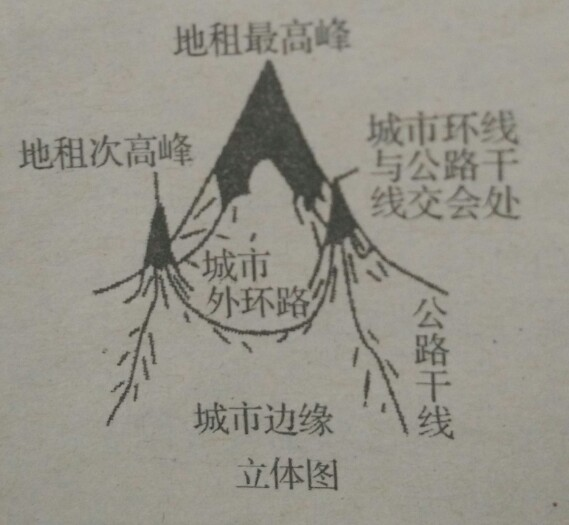 地租最高峰
地租次高峰
城市环线
与公路干
线交会处
城市
外环路
公路干线
城市边缘
立体图